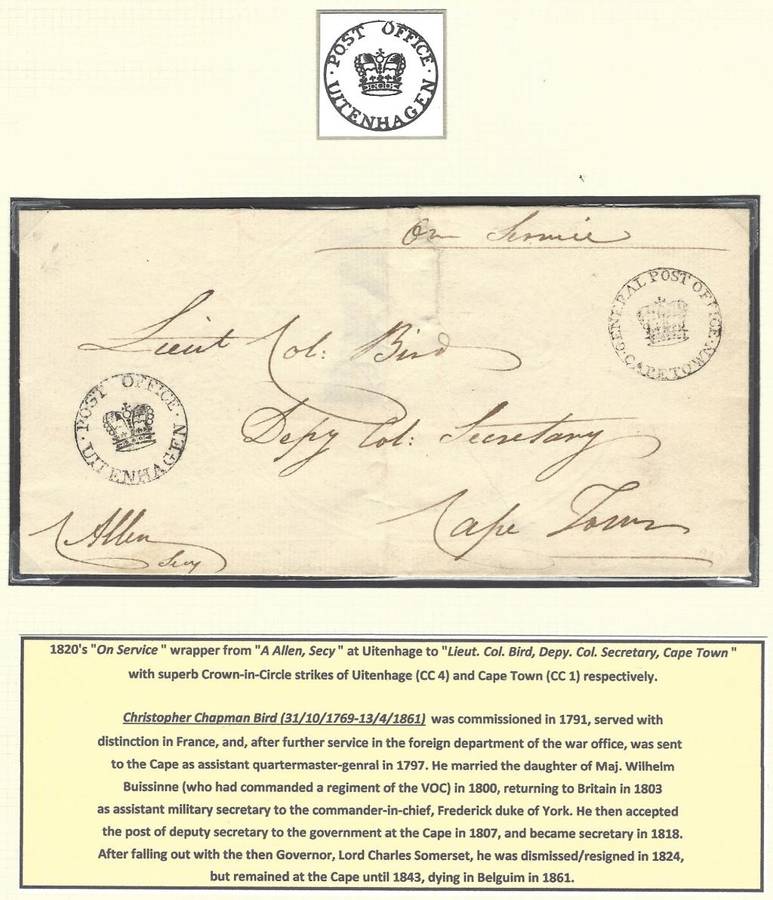 · POST OFFICE ·
UITENHAGEN
On Service
· GENERAL POST OFFICE ·
CAPE TOWN
Lieut Col: Bird
· POST OFFICE ·
UITENHAGEN
Depy Col: Secretary
Cape Town
Allen
Secy
1820's "On Service" wrapper from "A Allen, Secy" at Uitenhage to "Lieut. Col. Bird, Depy. Col. Secretary, Cape Town"
with superb Crown-in-Circle strikes of Uitenhage (CC 4) and Cape Town (CC 1) respectively.
Christopher Chapman Bird (31/10/1769-13/4/1861) was commissioned in 1791, served with
distinction in France, and, after further service in the foreign department of the war office, was sent
to the Cape as assistant quartermaster-genral in 1797. He married the daughter of Maj. Wilhelm
Buissinne (who had commanded a regiment of the VOC) in 1800, returning to Britain in 1803
as assistant military secretary to the commander-in-chief, Frederick duke of York. He then accepted
the post of deputy secretary to the government at the Cape in 1807, and became secretary in 1818.
After falling out with the then Governor, Lord Charles Somerset, he was dismissed/resigned in 1824,
but remained at the Cape until 1843, dying in Belguim in 1861.